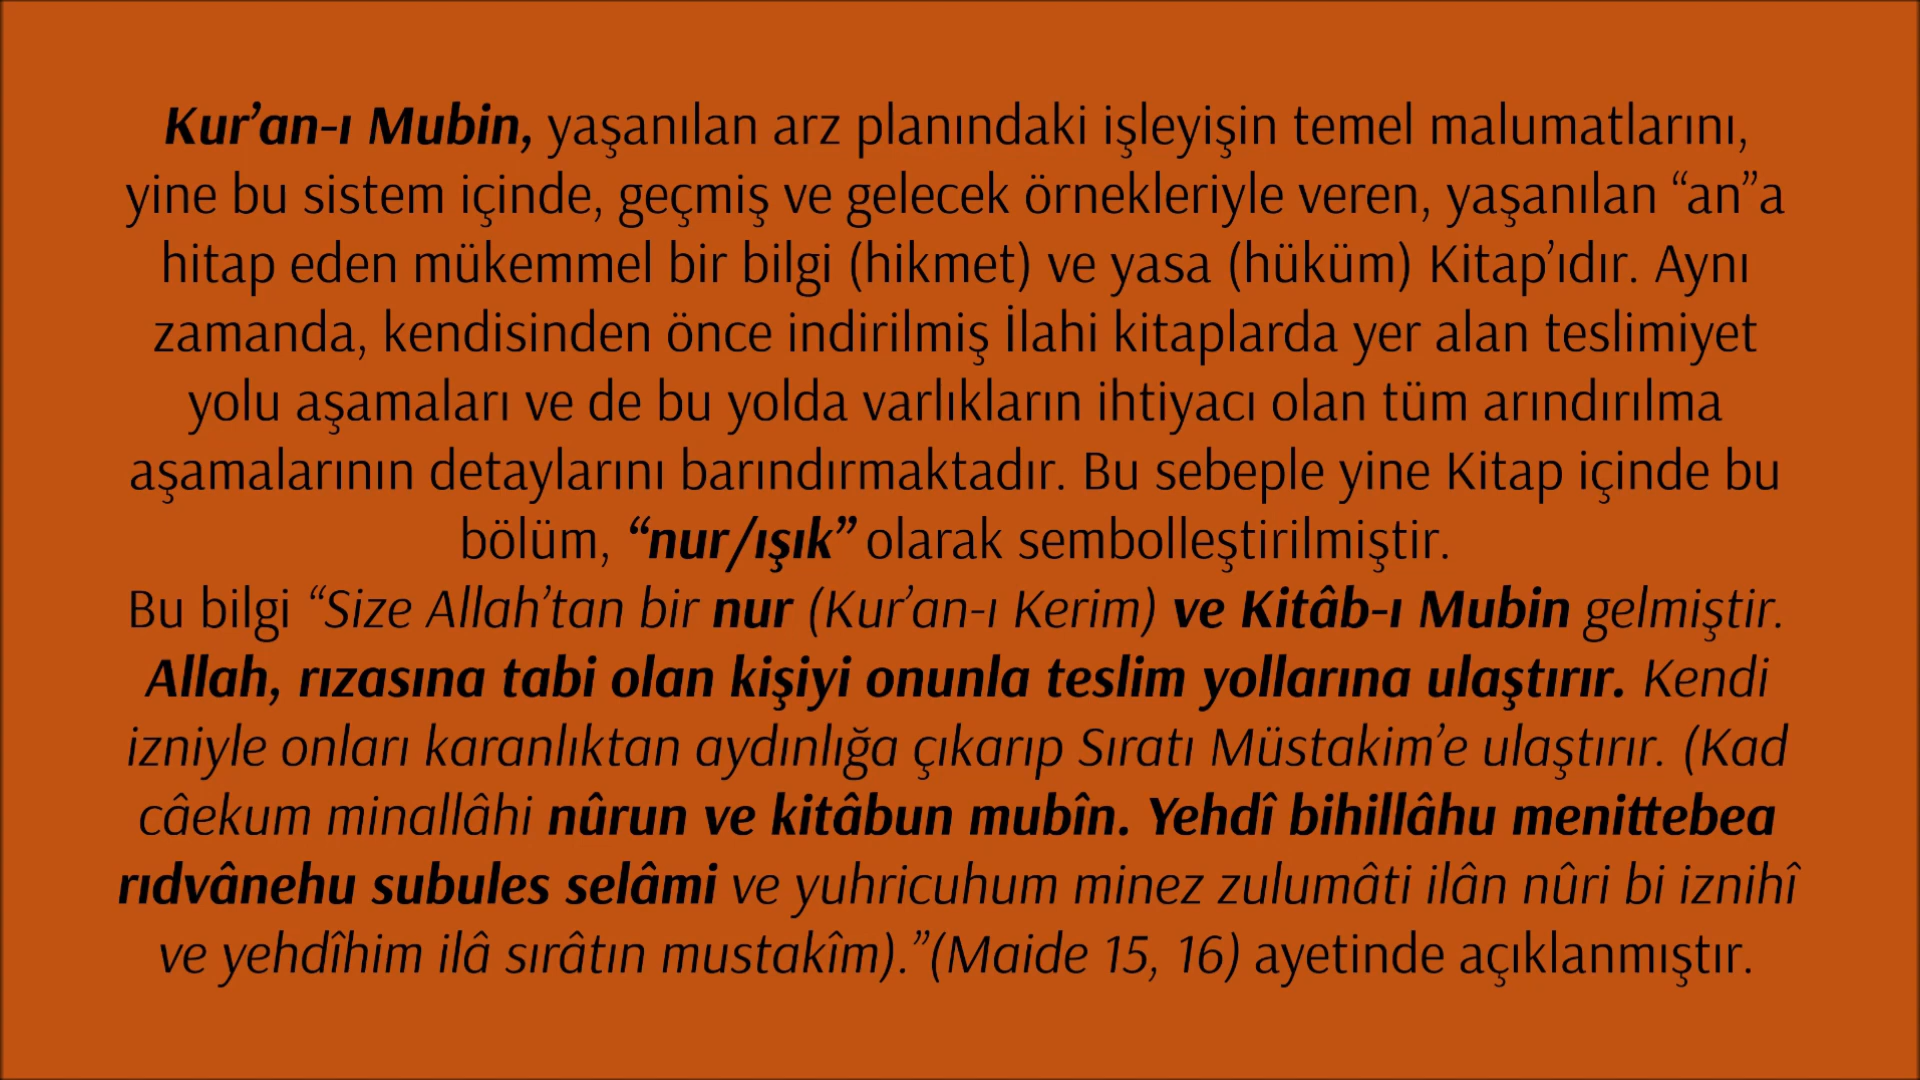 Kur’an-ı Mubin, yaşanılan arz planındaki işleyişin temel malumatlarını,
yine bu sistem içinde, geçmiş ve gelecek örnekleriyle veren, yaşanılan “an”a
hitap eden mükemmel bir bilgi (hikmet) ve yasa (hüküm) Kitap’ıdır. Aynı
zamanda, kendisinden önce indirilmiş İlahi kitaplarda yer alan teslimiyet
yolu aşamaları ve de bu yolda varlıkların ihtiyacı olan tüm arındırılma
aşamalarının detaylarını barındırmaktadır. Bu sebeple yine Kitap içinde bu
bölüm, “nur/ışık” olarak sembolleştirilmiştir.
Bu bilgi “Size Allah’tan bir nur (Kur’an-ı Kerim) ve Kitâb-ı Mubin gelmiştir.
Allah, rızasına tabi olan kişiyi onunla teslim yollarına ulaştırır. Kendi
izniyle onları karanlıktan aydınlığa çıkarıp Sıratı Müstakim’e ulaştırır. (Kad
câekum minallâhi nûrun ve kitâbun mubîn. Yehdî bihillâhu menittebea
rıdvânehu subules selâmi ve yuhricuhum minez zulumâti ilân nûri bi iznihî
ve yehdîhim ilâ sırâtın mustakîm).”(Maide 15, 16) ayetinde açıklanmıştır.